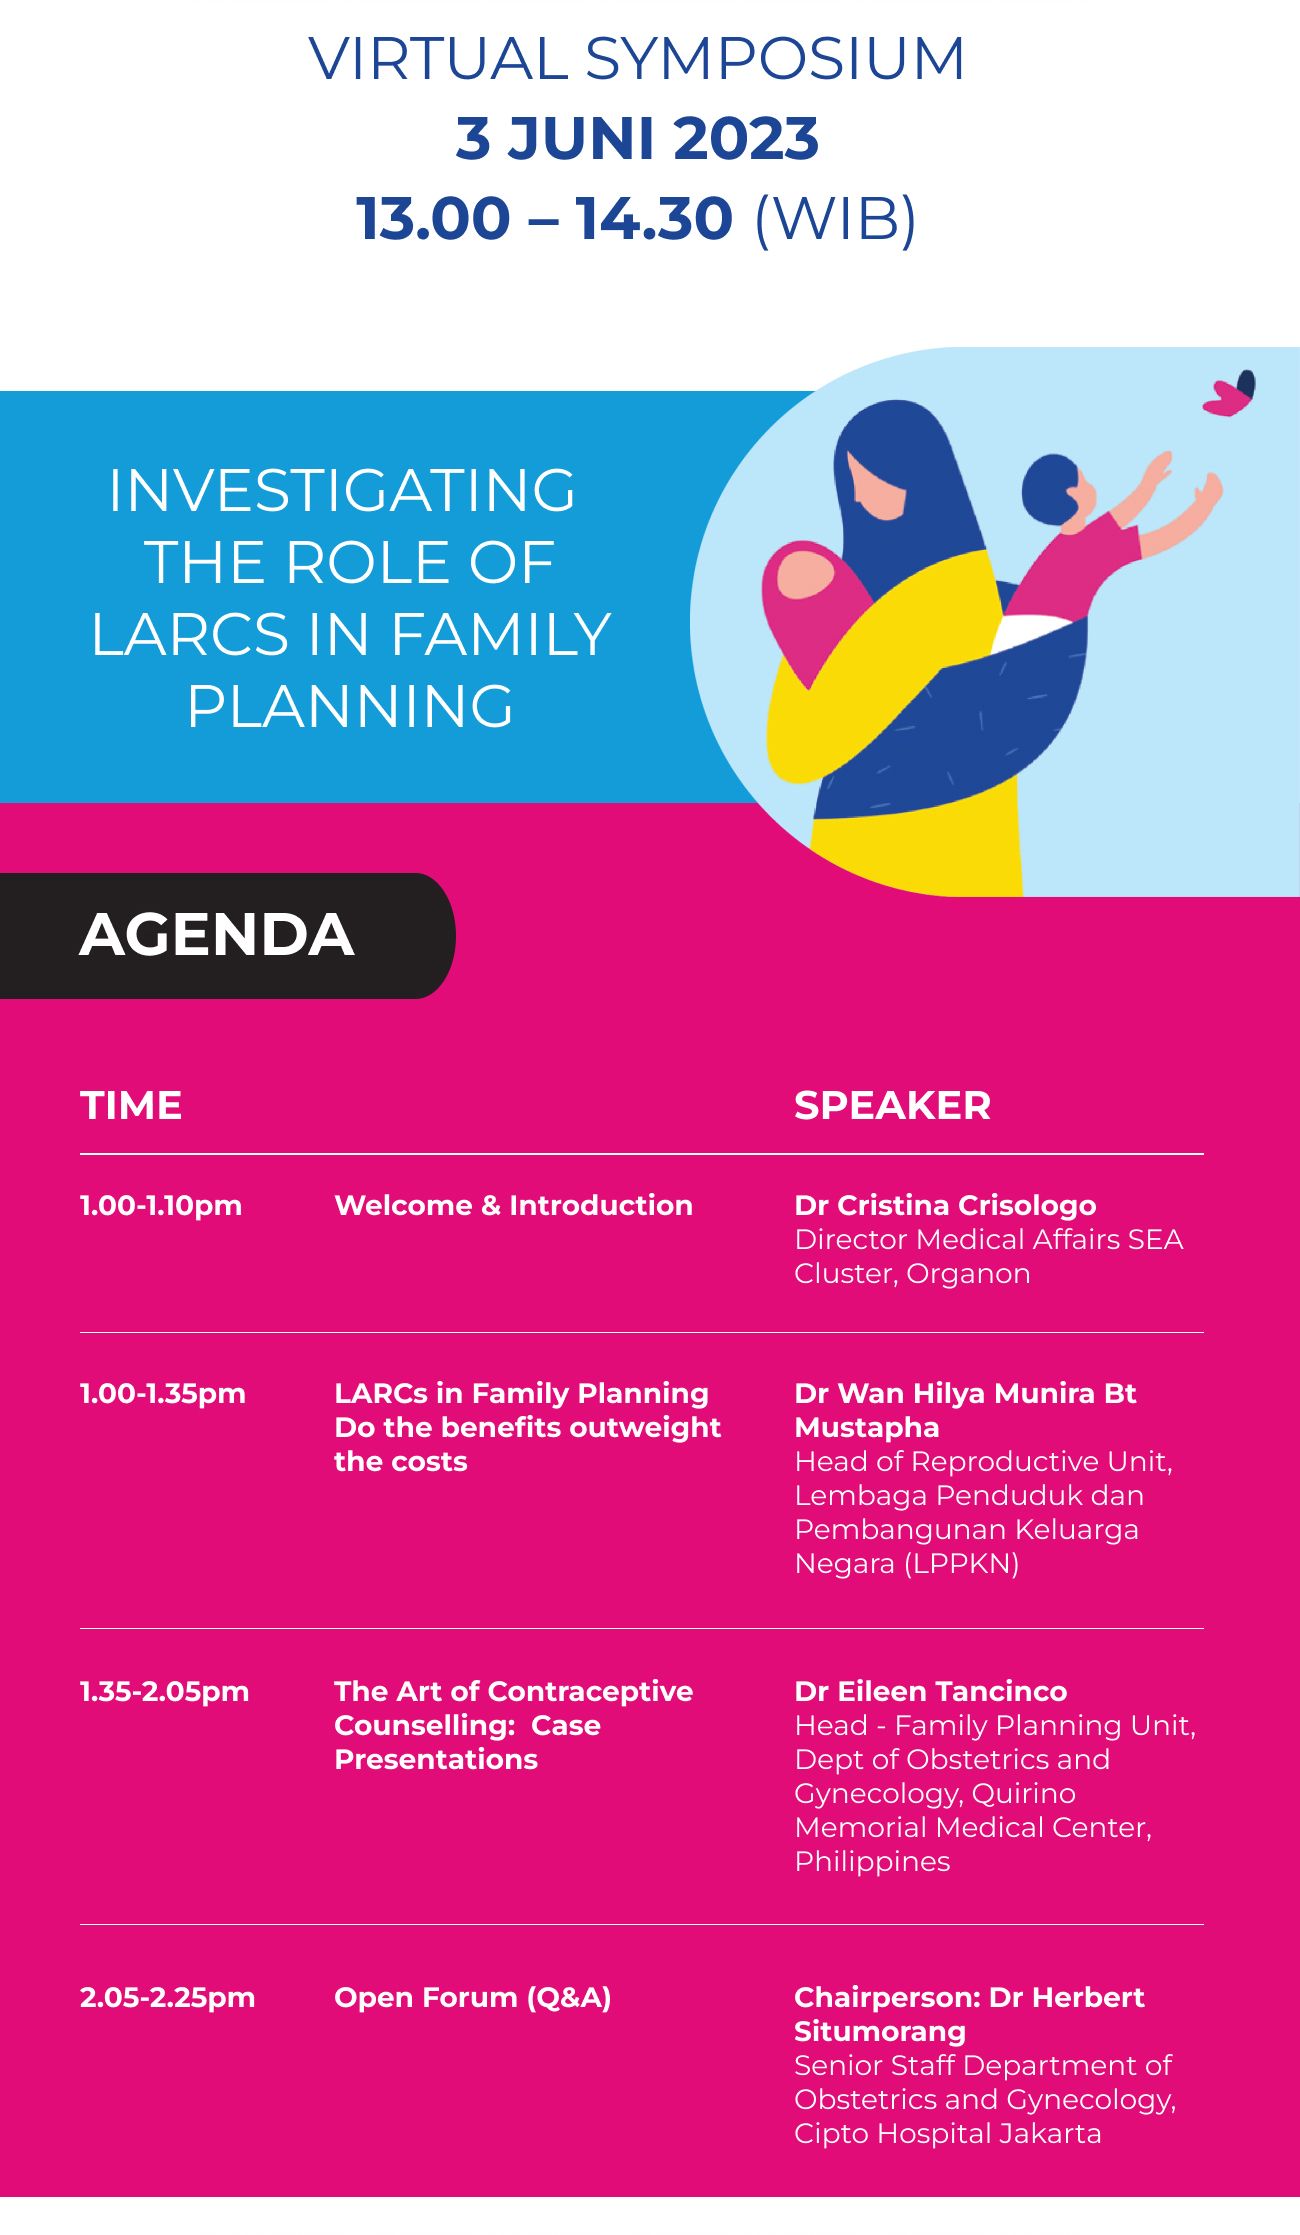 VIRTUAL SYMPOSIUM
3 JUNI 2023
13.00 – 14.30 (WIB)
INVESTIGATING
THE ROLE OF
LARCS IN FAMILY
PLANNING
AGENDA
TIME
SPEAKER
1.00-1.10pm
Welcome & Introduction
Dr Cristina Crisologo
Director Medical Affairs SEA
Cluster, Organon
1.00-1.35pm
LARCs in Family Planning
Do the benefits outweight
the costs
Dr Wan Hilya Munira Bt
Mustapha
Head of Reproductive Unit,
Lembaga Penduduk dan
Pembangunan Keluarga
Negara (LPPKN)
1.35-2.05pm
The Art of Contraceptive
Counselling:  Case
Presentations
Dr Eileen Tancinco
Head - Family Planning Unit,
Dept of Obstetrics and
Gynecology, Quirino
Memorial Medical Center,
Philippines
2.05-2.25pm
Open Forum (Q&A)
Chairperson: Dr Herbert
Situmorang
Senior Staff Department of
Obstetrics and Gynecology,
Cipto Hospital Jakarta